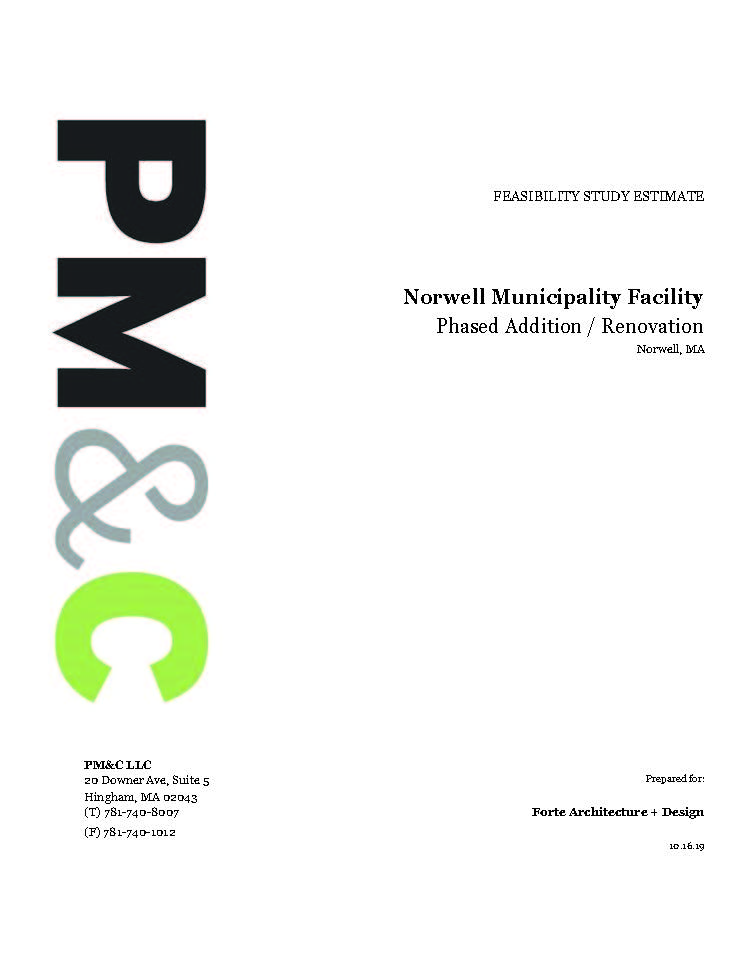 PM&C
FEASIBILITY STUDY ESTIMATE
Norwell Municipality Facility
Phased Addition / Renovation
Norwell, MA
PM&C LLC
20 Downer Ave, Suite 5
Hingham, MA 02043
(T) 781-740-8007
(F) 781-740-1012
Prepared for:
Forte Architecture + Design
10.16.19